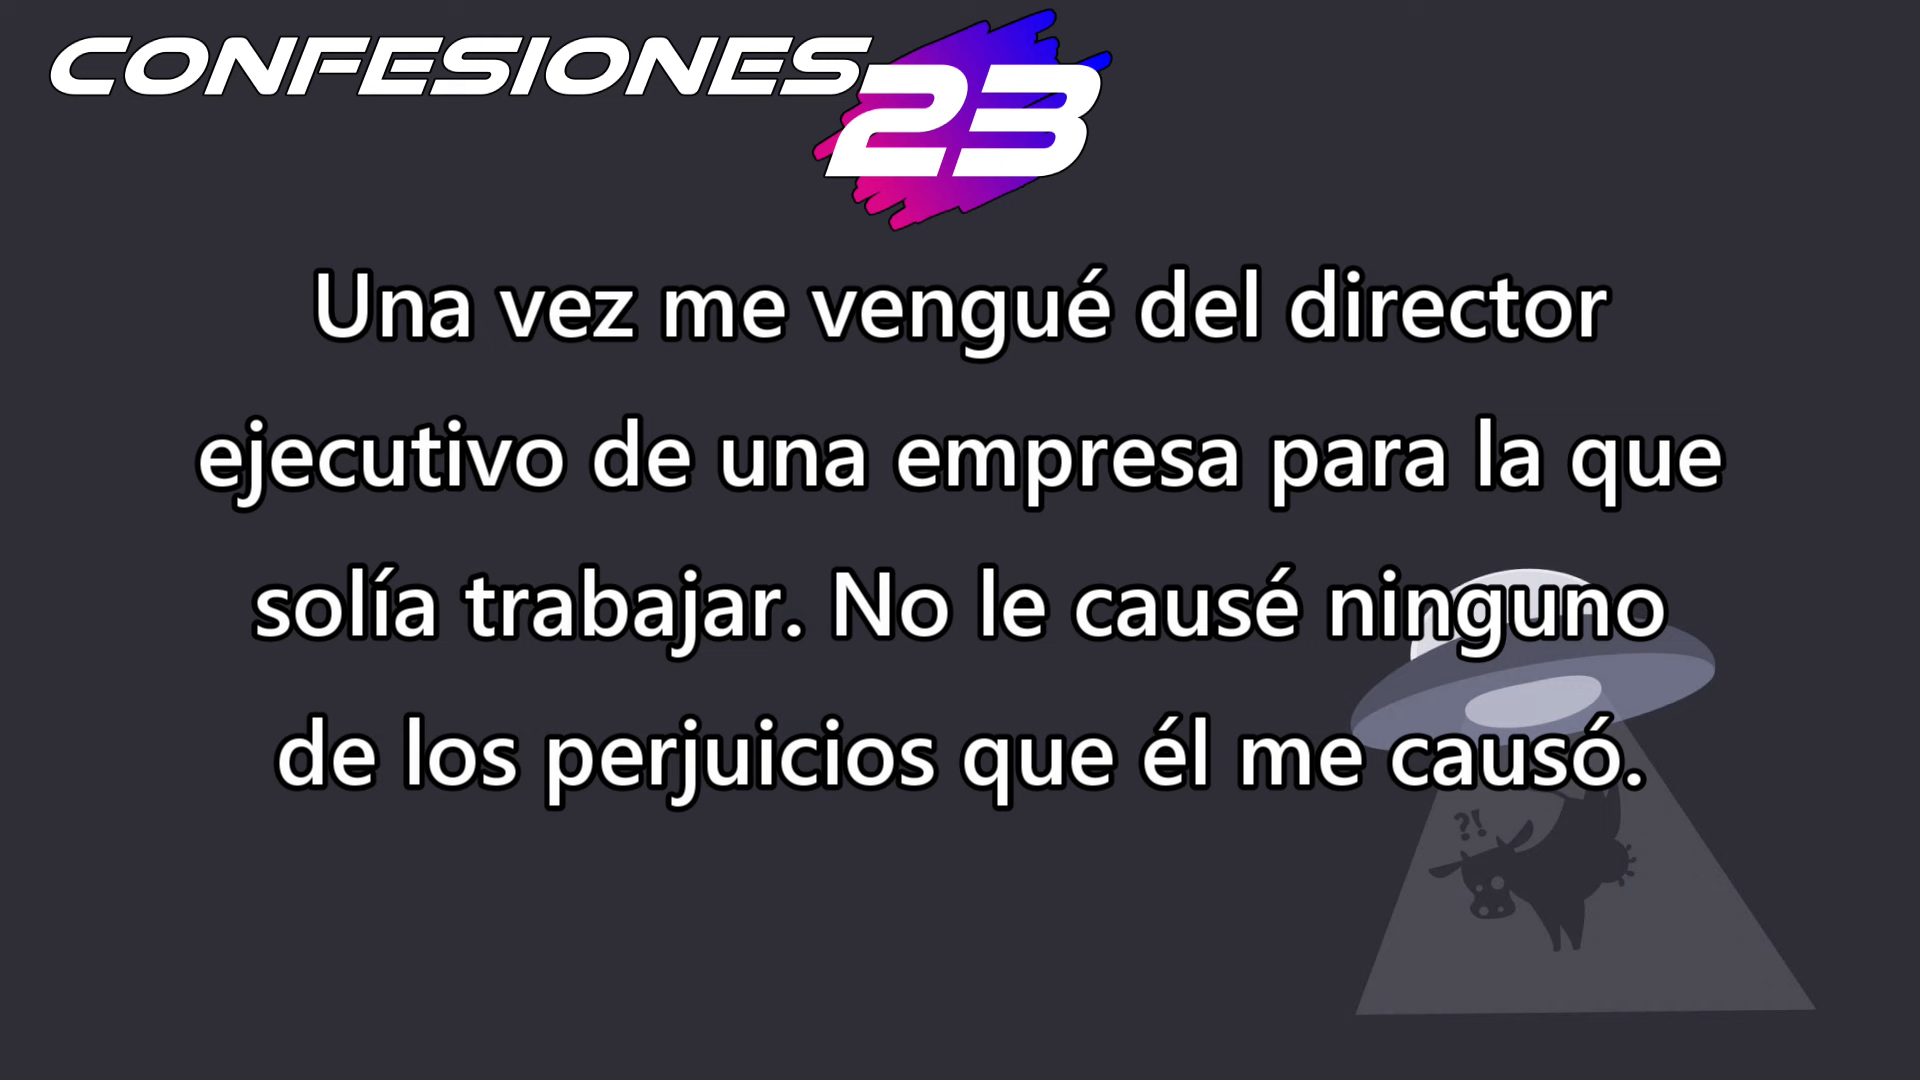 CONFESIONES
23
Una vez me vengué del director
ejecutivo de una empresa para la que
solía trabajar. No le causé ninguno
de los perjuicios que él me causó.
?!